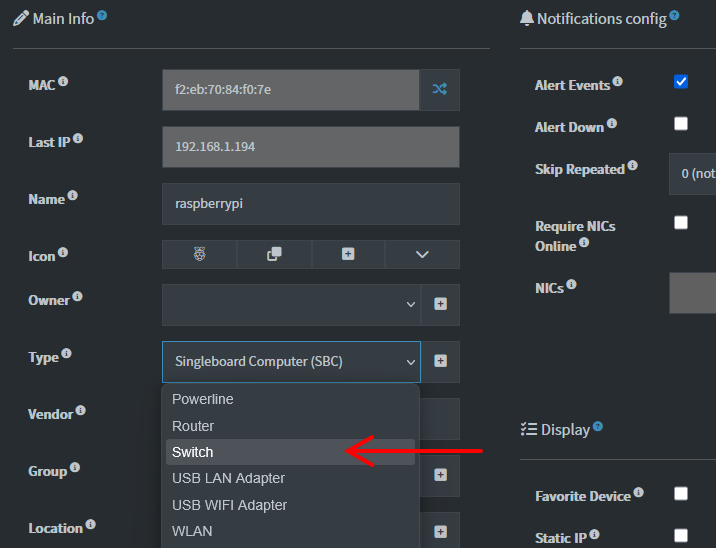 Main Info
MAC
f2:eb:70:84:f0:7e
Last IP
192.168.1.194
Name
raspberrypi
Icon
Owner
Type
Singleboard Computer (SBC)
Powerline
Router
Switch
USB LAN Adapter
USB WIFI Adapter
WLAN
Vendor
Group
Location
Notifications config
Alert Events
Alert Down
Skip Repeated
0 (not
Require NICs
Online
NICs
Display
Favorite Device
Static IP